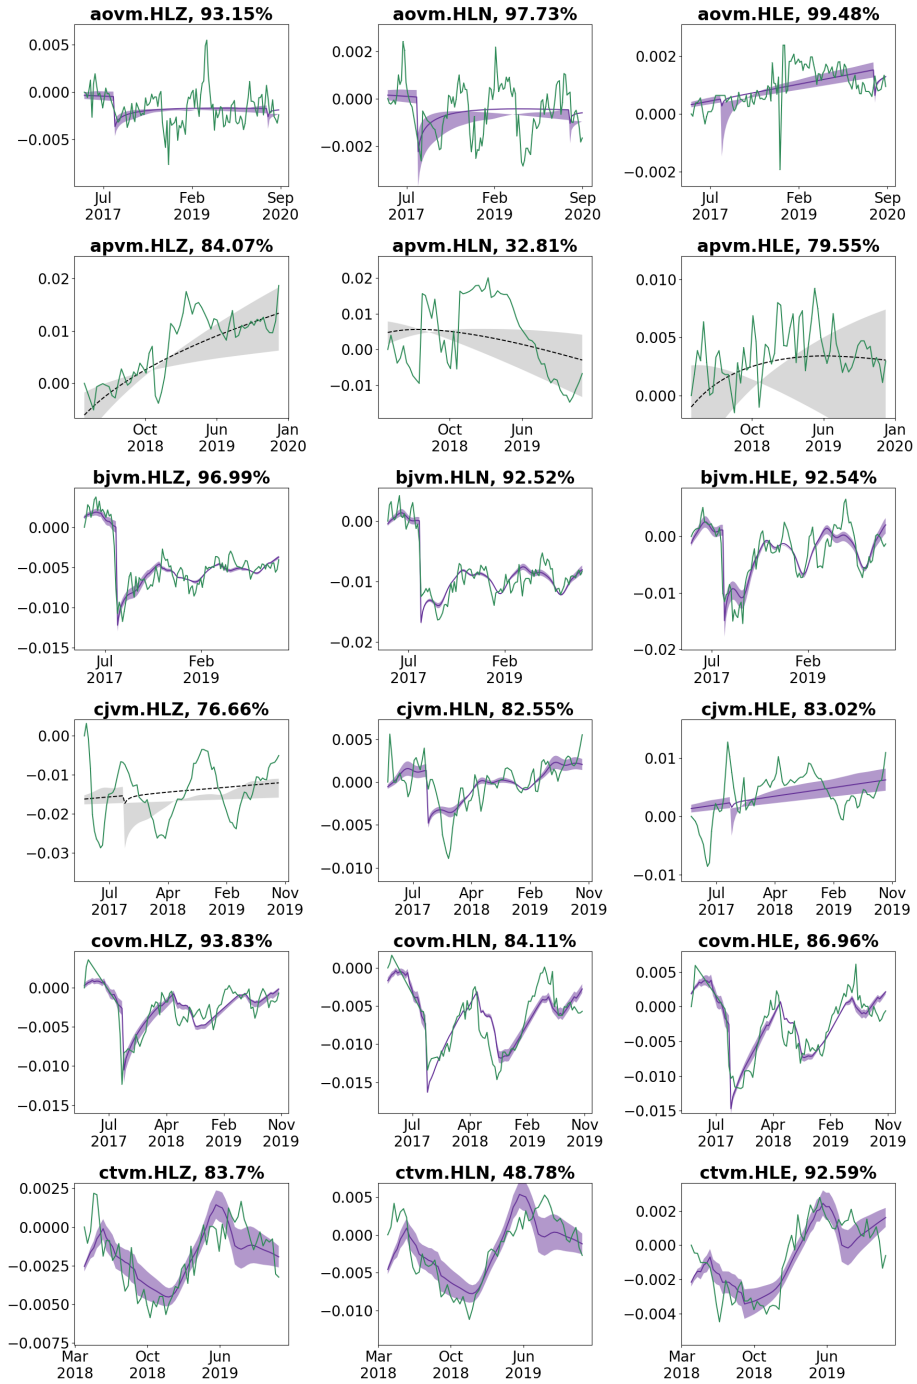 aovm.HLZ, 93.15%
0.005
0.000
−0.005
Jul
2017
Feb
2019
Sep
2020
aovm.HLN, 97.73%
0.002
0.000
−0.002
Jul
2017
Feb
2019
Sep
2020
aovm.HLE, 99.48%
0.002
0.000
−0.002
Jul
2017
Feb
2019
Sep
2020
apvm.HLZ, 84.07%
0.02
0.01
0.00
Oct
2018
Jun
2019
Jan
2020
apvm.HLN, 32.81%
0.02
0.01
0.00
−0.01
Oct
2018
Jun
2019
apvm.HLE, 79.55%
0.010
0.005
0.000
Oct
2018
Jun
2019
Jan
2020
bjvm.HLZ, 96.99%
0.000
−0.005
−0.010
−0.015
Jul
2017
Feb
2019
bjvm.HLN, 92.52%
0.00
−0.01
−0.02
Jul
2017
Feb
2019
bjvm.HLE, 92.54%
0.00
−0.01
−0.02
Jul
2017
Feb
2019
cjvm.HLZ, 76.66%
0.00
−0.01
−0.02
−0.03
Jul
2017
Apr
2018
Feb
2019
Nov
2019
cjvm.HLN, 82.55%
0.005
0.000
−0.005
−0.010
Jul
2017
Apr
2018
Feb
2019
Nov
2019
cjvm.HLE, 83.02%
0.01
0.00
−0.01
Jul
2017
Apr
2018
Feb
2019
Nov
2019
covm.HLZ, 93.83%
0.000
−0.005
−0.010
−0.015
Jul
2017
Apr
2018
Feb
2019
Nov
2019
covm.HLN, 84.11%
0.000
−0.005
−0.010
−0.015
Jul
2017
Apr
2018
Feb
2019
Nov
2019
covm.HLE, 86.96%
0.005
0.000
−0.005
−0.010
−0.015
Jul
2017
Apr
2018
Feb
2019
Nov
2019
ctvm.HLZ, 83.7%
0.0025
0.0000
−0.0025
−0.0050
−0.0075
Mar
2018
Oct
2018
Jun
2019
ctvm.HLN, 48.78%
0.005
0.000
−0.005
−0.010
Mar
2018
Oct
2018
Jun
2019
ctvm.HLE, 92.59%
0.002
0.000
−0.002
−0.004
Mar
2018
Oct
2018
Jun
2019